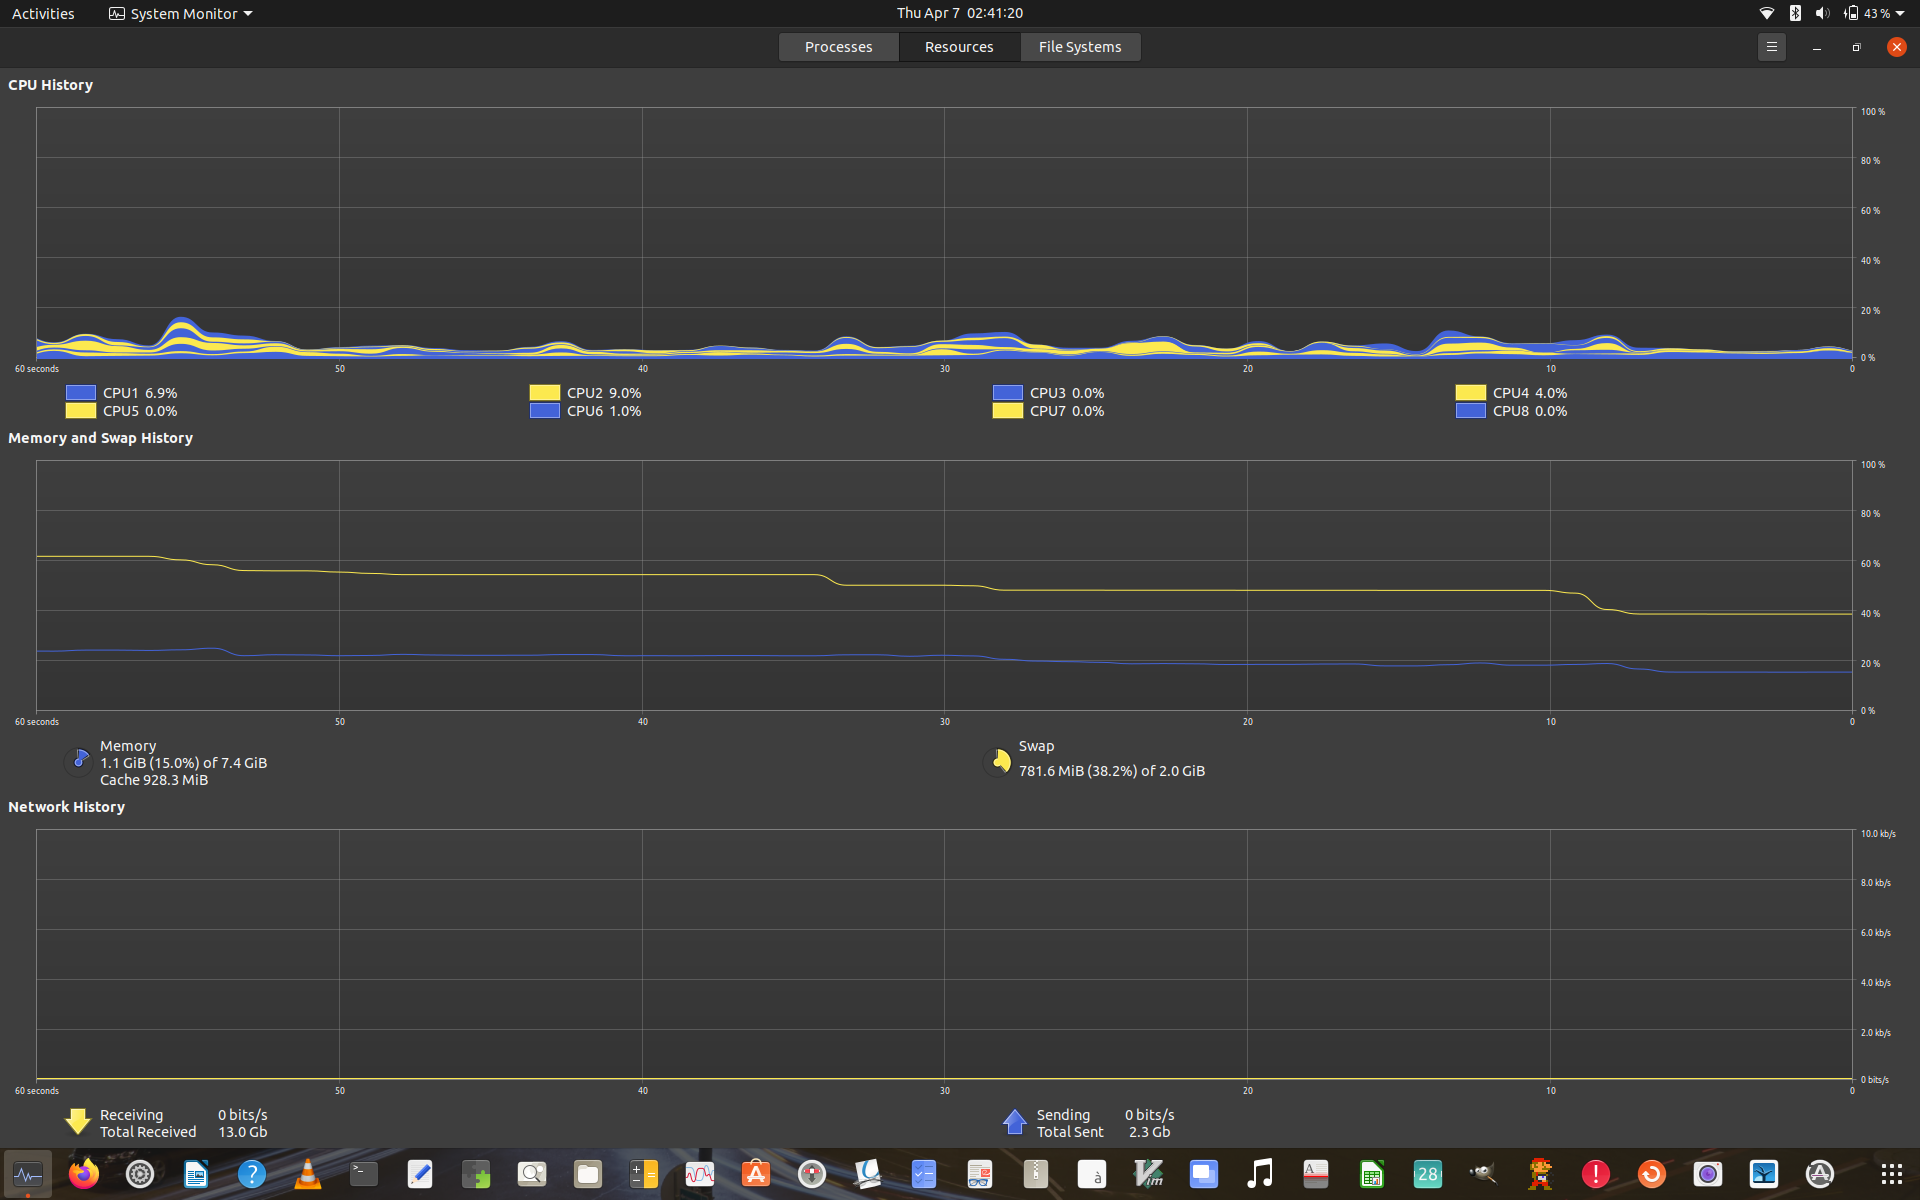 Activities System Monitor Thu Apr 7 02:41:20 43 %
Processes Resources File Systems
CPU History
100 %
80 %
60 %
40 %
20 %
0 %
60 seconds 50 40 30 20 10 0
CPU1 6.9% CPU2 9.0% CPU3 0.0% CPU4 4.0%
CPU5 0.0% CPU6 1.0% CPU7 0.0% CPU8 0.0%
Memory and Swap History
100 %
80 %
60 %
40 %
20 %
0 %
60 seconds 50 40 30 20 10 0
Memory
1.1 GiB (15.0%) of 7.4 GiB
Cache 928.3 MiB
Swap
781.6 MiB (38.2%) of 2.0 GiB
Network History
10.0 kb/s
8.0 kb/s
6.0 kb/s
4.0 kb/s
2.0 kb/s
0 bits/s
60 seconds 50 40 30 20 10 0
Receiving 0 bits/s
Total Received 13.0 Gb
Sending 0 bits/s
Total Sent 2.3 Gb
? >_ à Vim A 28 !